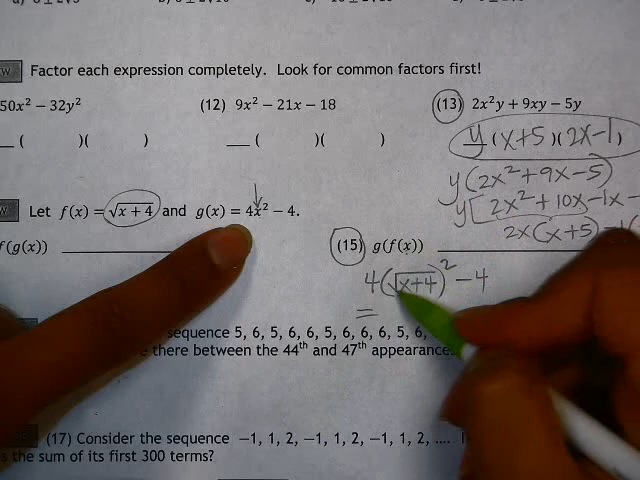 Factor each expression completely. Look for common factors first!
50x² − 32y² (12) 9x² − 21x − 18 (13) 2x²y + 9xy − 5y
( )( ) ( )( ) y(x+5)(2x−1)
y(2x²+9x−5)
y[2x²+10x−1x−
2x(x+5)−1(
Let f(x) = √x + 4 and g(x) = 4x² − 4.
f(g(x)) (15) g(f(x))
4(√x+4)² − 4
=
sequence 5, 6, 5, 6, 6, 5, 6, 6, 6, 5, 6,
there between the 44th and 47th appearance
(17) Consider the sequence −1, 1, 2, −1, 1, 2, −1, 1, 2, ....
s the sum of its first 300 terms?